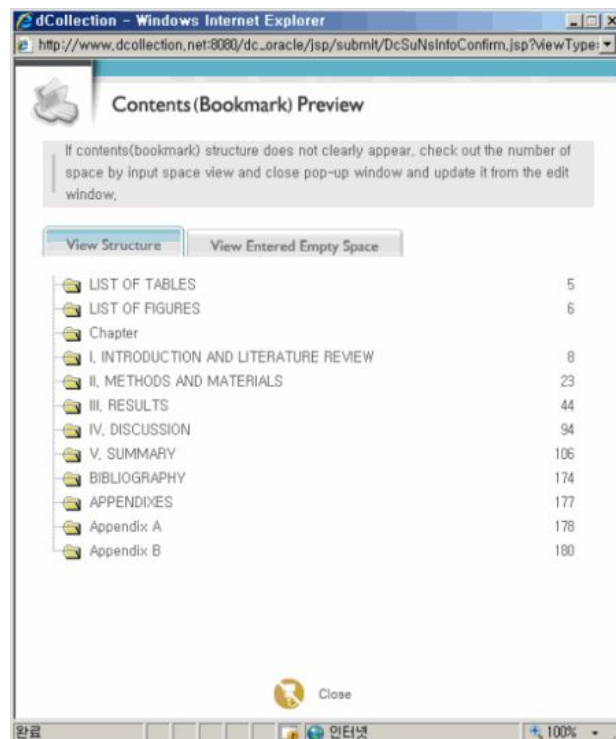 dCollection - Windows Internet Explorer
http://www.dcollection.net:8080/dc_oracle/jsp/submit/DcSuNsInfoConfirm.jsp?viewType=
Contents(Bookmark) Preview
If contents(bookmark) structure does not clearly appear, check out the number of
space by input space view and close pop-up window and update it from the edit
window,
View Structure View Entered Empty Space
LIST OF TABLES 5
LIST OF FIGURES 6
Chapter
I, INTRODUCTION AND LITERATURE REVIEW 8
II, METHODS AND MATERIALS 23
III, RESULTS 44
IV, DISCUSSION 94
V, SUMMARY 106
BIBLIOGRAPHY 174
APPENDIXES 177
Appendix A 178
Appendix B 180
Close
완료 인터넷 100%